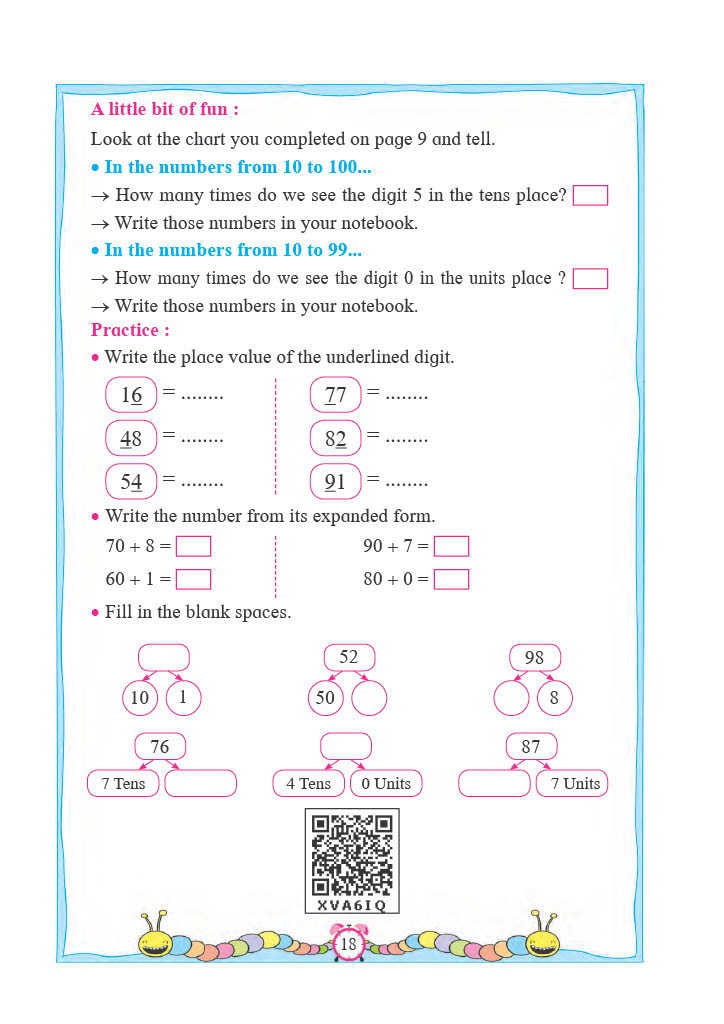 A little bit of fun :
Look at the chart you completed on page 9 and tell.
• In the numbers from 10 to 100...
→ How many times do we see the digit 5 in the tens place?
→ Write those numbers in your notebook.
• In the numbers from 10 to 99...
→ How many times do we see the digit 0 in the units place ?
→ Write those numbers in your notebook.
Practice :
• Write the place value of the underlined digit.
16 = ........ 77 = ........
48 = ........ 82 = ........
54 = ........ 91 = ........
• Write the number from its expanded form.
70 + 8 = 90 + 7 =
60 + 1 = 80 + 0 =
• Fill in the blank spaces.
52 98
10 1 50 8
76 87
7 Tens 4 Tens 0 Units 7 Units
XVA6IQ
18